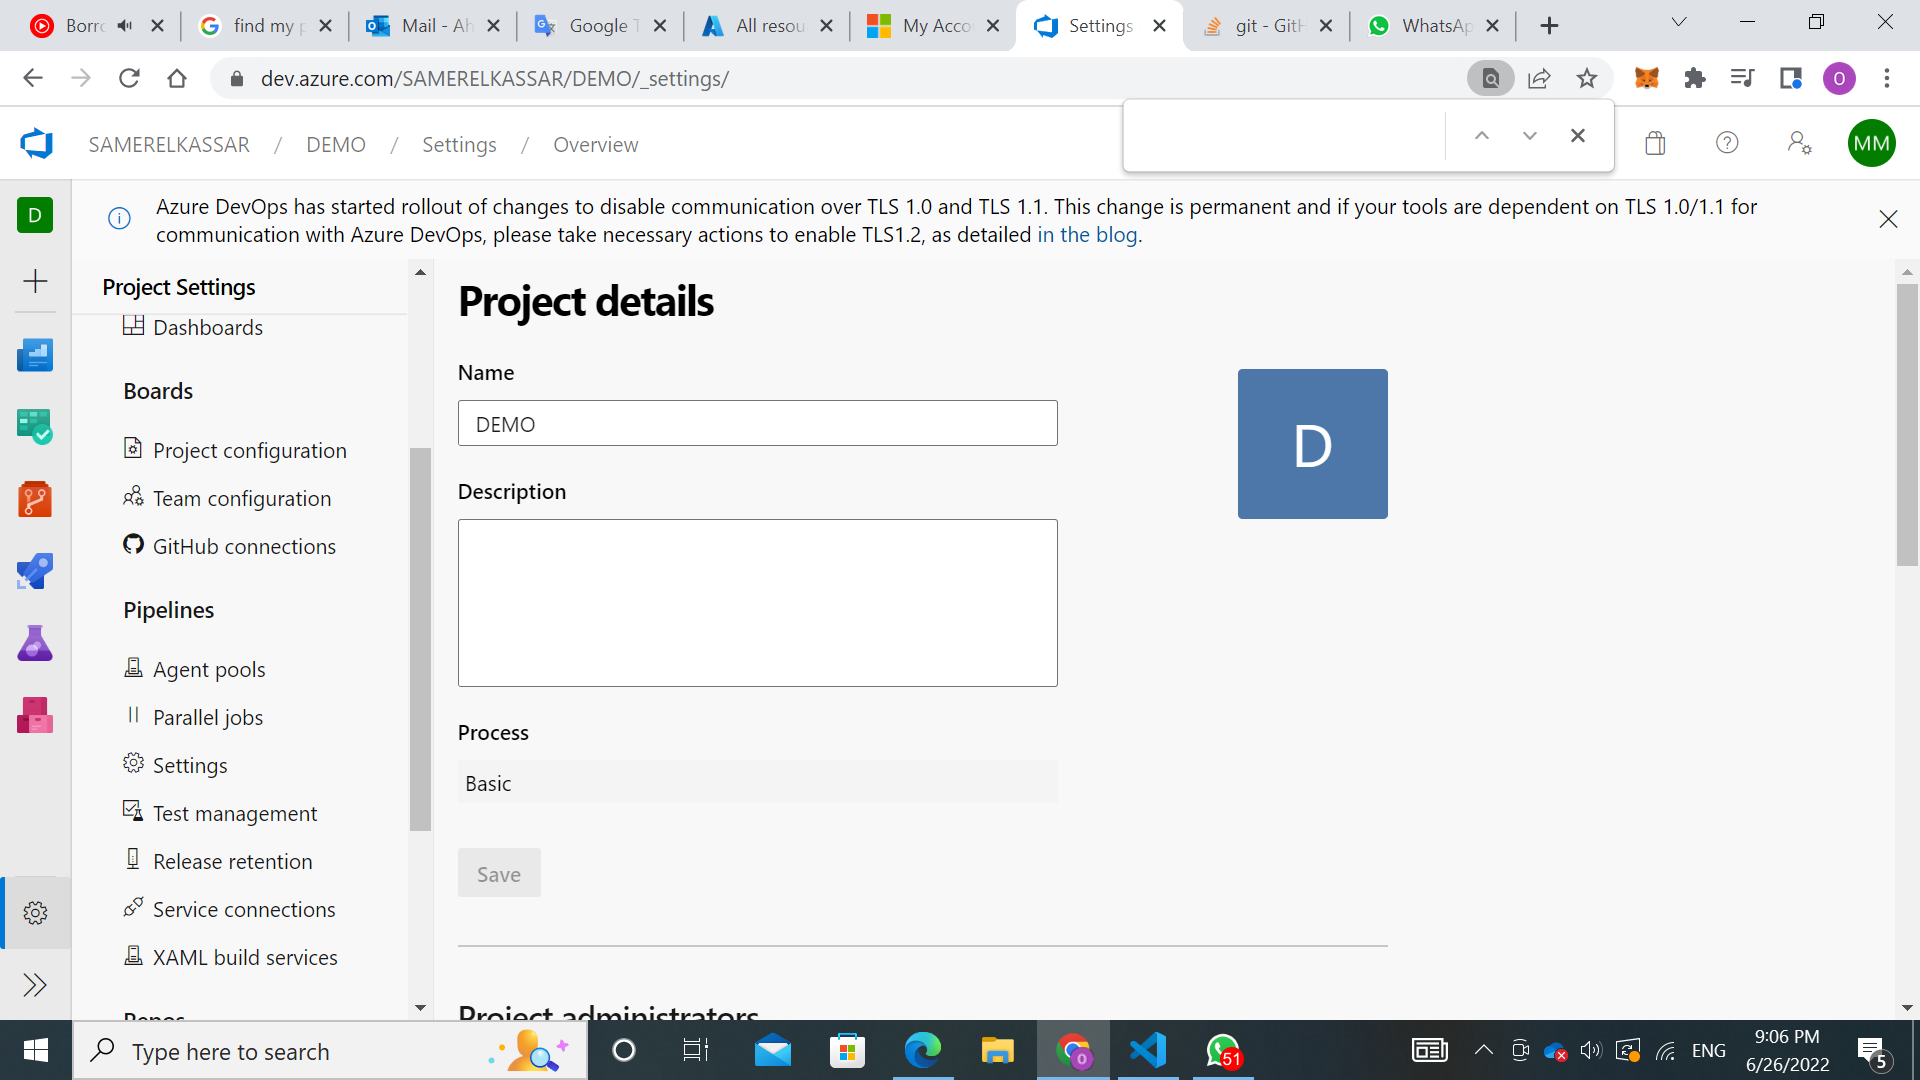 Borro
find my p
Mail - Ah
Google T
All resou
My Acco
Settings
git - GitH
WhatsAp
dev.azure.com/SAMERELKASSAR/DEMO/_settings/
O
SAMERELKASSAR / DEMO / Settings / Overview
MM
D
Azure DevOps has started rollout of changes to disable communication over TLS 1.0 and TLS 1.1. This change is permanent and if your tools are dependent on TLS 1.0/1.1 for
communication with Azure DevOps, please take necessary actions to enable TLS1.2, as detailed in the blog.
Project Settings
Dashboards
Boards
Project configuration
Team configuration
GitHub connections
Pipelines
Agent pools
Parallel jobs
Settings
Test management
Release retention
Service connections
XAML build services
Repos
Project details
Name
DEMO
D
Description
Process
Basic
Save
Project administrators
Type here to search
O
51
ENG
9:06 PM
6/26/2022
5